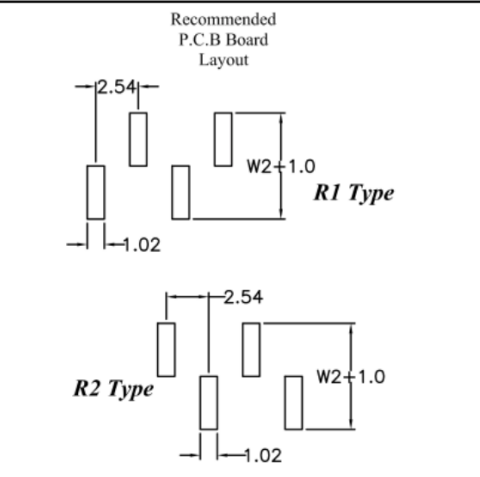 Recommended
P.C.B Board
Layout
2.54
W2+1.0
R1 Type
1.02
2.54
W2+1.0
R2 Type
1.02